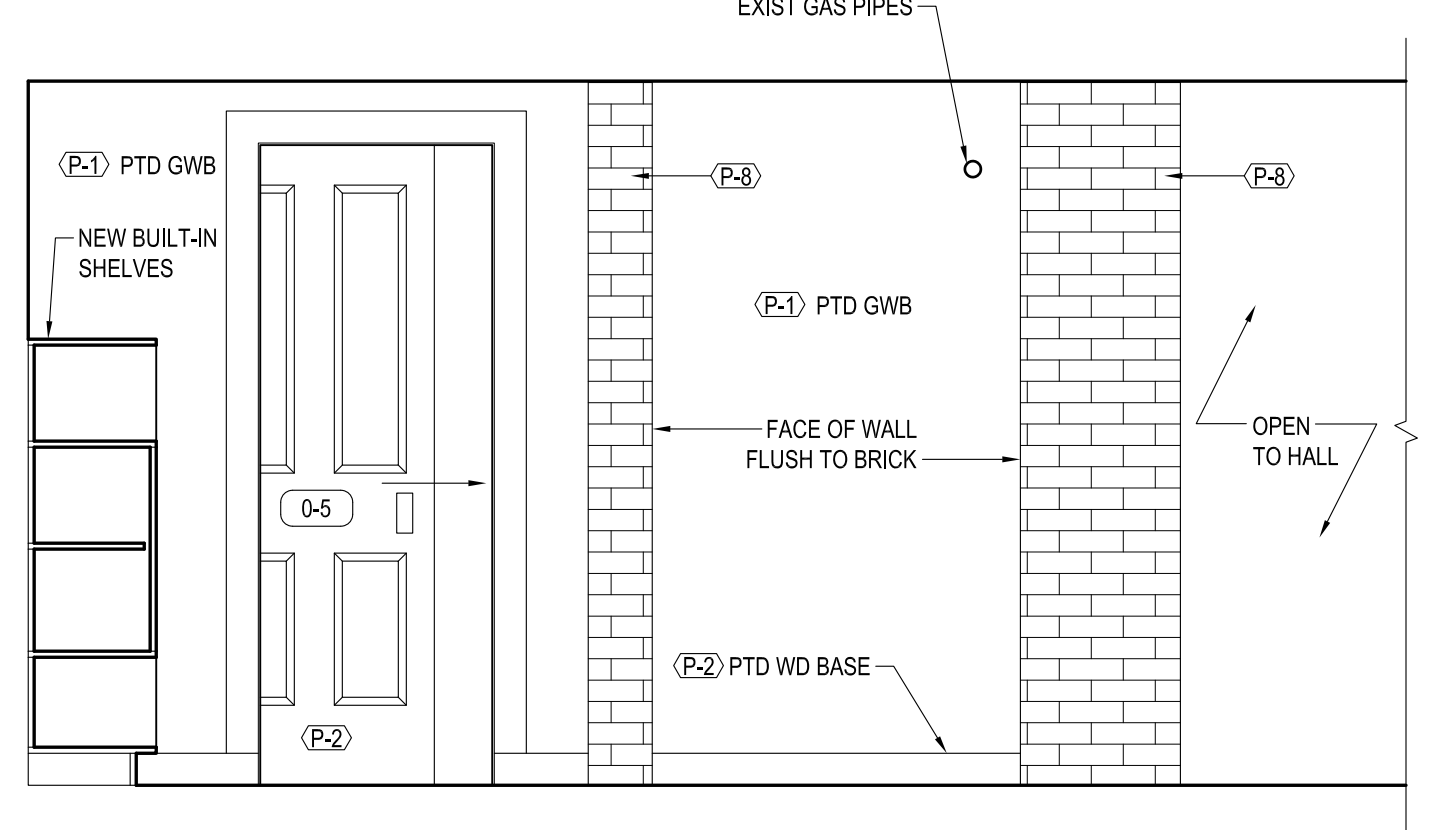 EXIST GAS PIPES
P-1 PTD GWB
P-8
P-8
NEW BUILT-IN
SHELVES
P-1 PTD GWB
FACE OF WALL
FLUSH TO BRICK
OPEN
TO HALL
0-5
P-2 PTD WD BASE
P-2